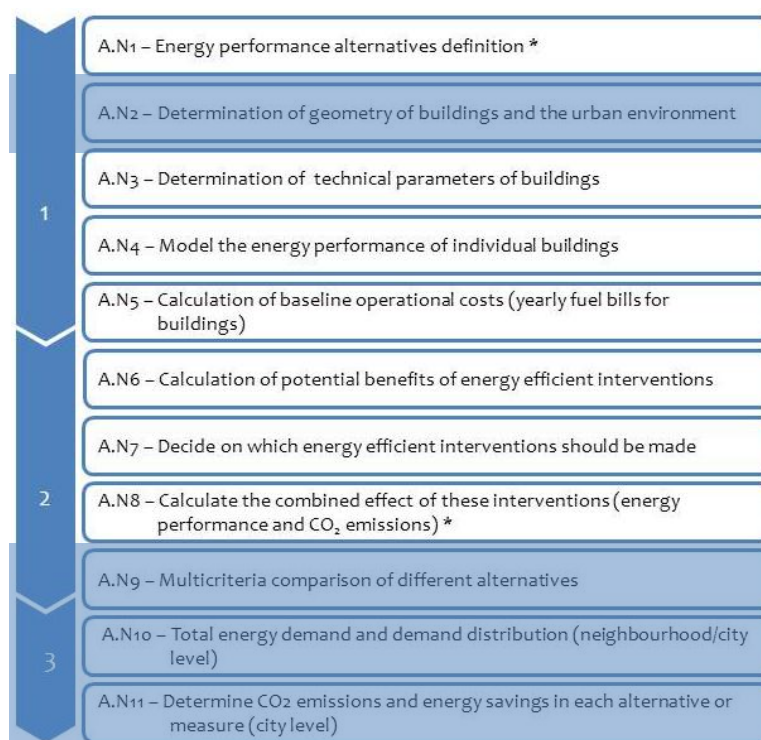 A.N1 – Energy performance alternatives definition *
A.N2 – Determination of geometry of buildings and the urban environment
A.N3 – Determination of technical parameters of buildings
1
A.N4 – Model the energy performance of individual buildings
A.N5 – Calculation of baseline operational costs (yearly fuel bills for
buildings)
A.N6 – Calculation of potential benefits of energy efficient interventions
A.N7 – Decide on which energy efficient interventions should be made
2
A.N8 – Calculate the combined effect of these interventions (energy
performance and CO₂ emissions) *
A.N9 – Multicriteria comparison of different alternatives
3
A.N10 – Total energy demand and demand distribution (neighbourhood/city
level)
A.N11 – Determine CO2 emissions and energy savings in each alternative or
measure (city level)